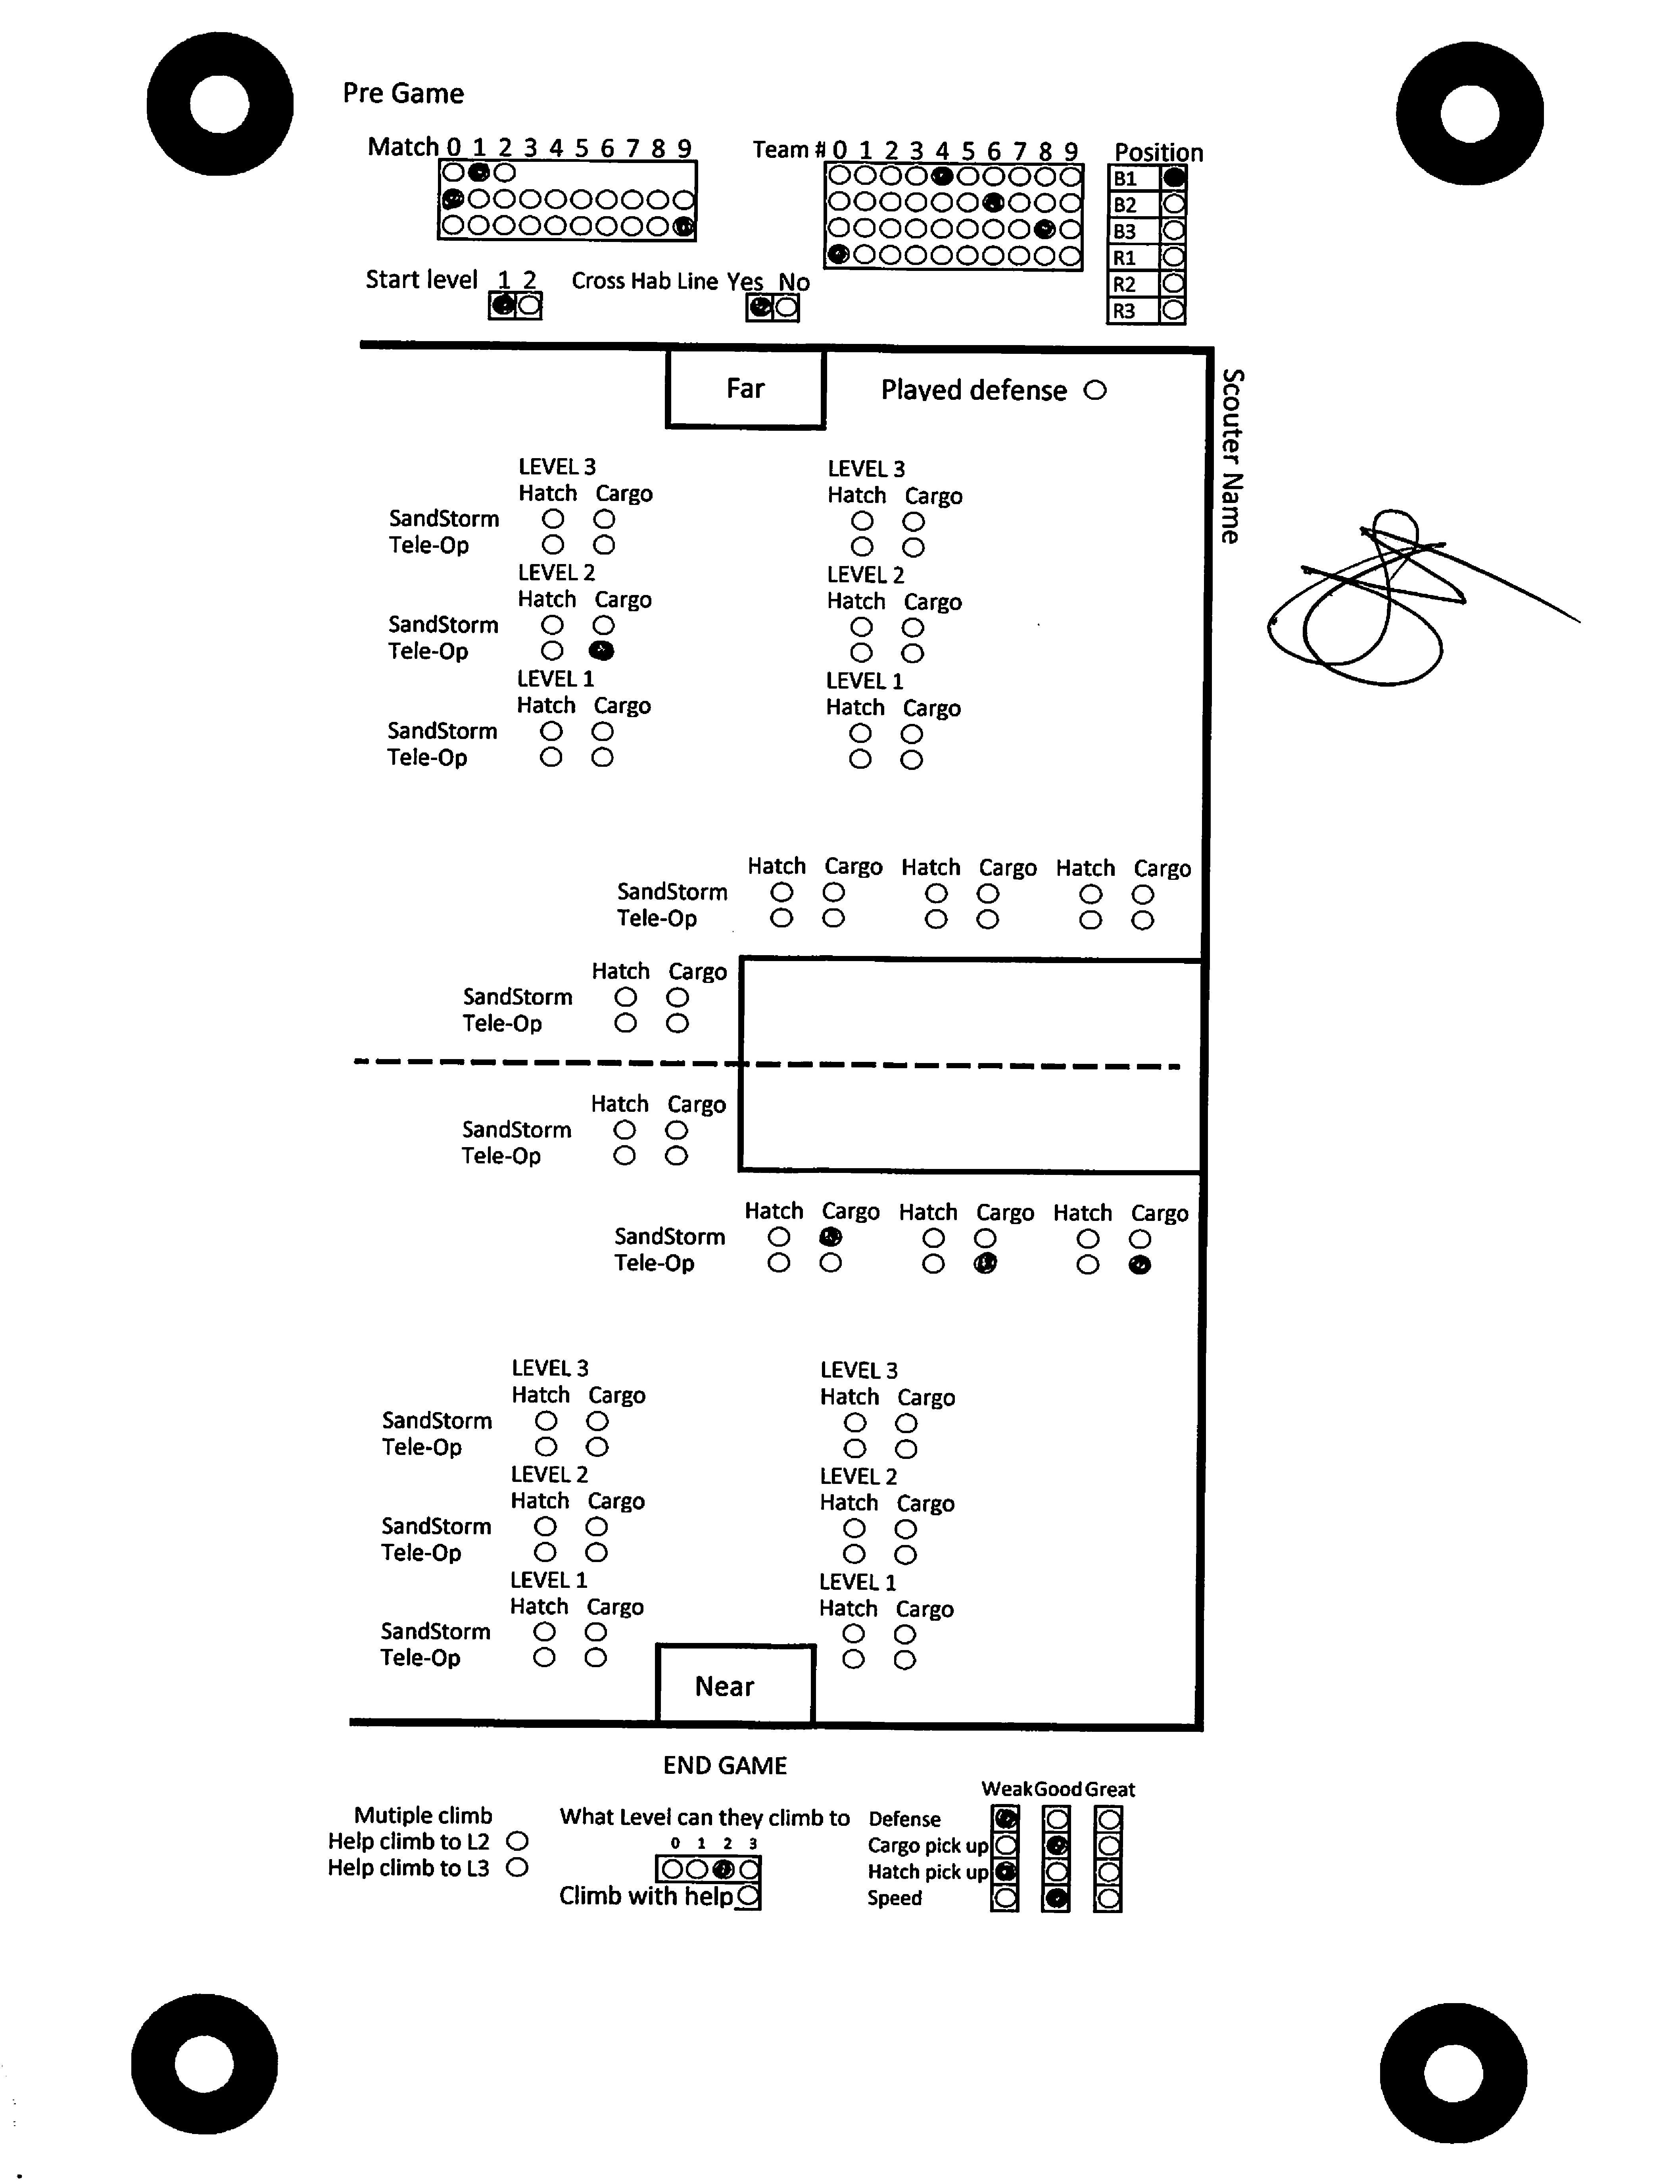 Pre Game
Match 0 1 2 3 4 5 6 7 8 9
Team # 0 1 2 3 4 5 6 7 8 9
Position
B1
B2
B3
R1
R2
R3
Start level 1 2
Cross Hab Line Yes No
Far
Played defense
Scouter Name
LEVEL 3 LEVEL 3
Hatch Cargo Hatch Cargo
SandStorm
Tele-Op
LEVEL 2 LEVEL 2
Hatch Cargo Hatch Cargo
SandStorm
Tele-Op
LEVEL 1 LEVEL 1
Hatch Cargo Hatch Cargo
SandStorm
Tele-Op
Hatch Cargo Hatch Cargo Hatch Cargo
SandStorm
Tele-Op
Hatch Cargo
SandStorm
Tele-Op
Hatch Cargo
SandStorm
Tele-Op
Hatch Cargo Hatch Cargo Hatch Cargo
SandStorm
Tele-Op
LEVEL 3 LEVEL 3
Hatch Cargo Hatch Cargo
SandStorm
Tele-Op
LEVEL 2 LEVEL 2
Hatch Cargo Hatch Cargo
SandStorm
Tele-Op
LEVEL 1 LEVEL 1
Hatch Cargo Hatch Cargo
SandStorm
Tele-Op
Near
END GAME
Mutiple climb
Help climb to L2
Help climb to L3
What Level can they climb to
0 1 2 3
Climb with help
Weak Good Great
Defense
Cargo pick up
Hatch pick up
Speed